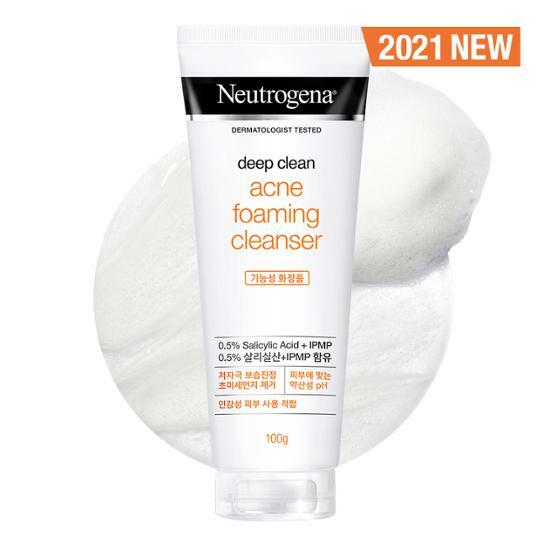 2021 NEW
Neutrogena®
DERMATOLOGIST TESTED
deep clean
acne
foaming
cleanser
기능성 화장품
0.5% Salicylic Acid + IPMP
0.5% 살리실산+IPMP 함유
저자극 보습진정
초미세먼지 제거
피부에 맞는
약산성 pH
민감성 피부 사용 적합
100g